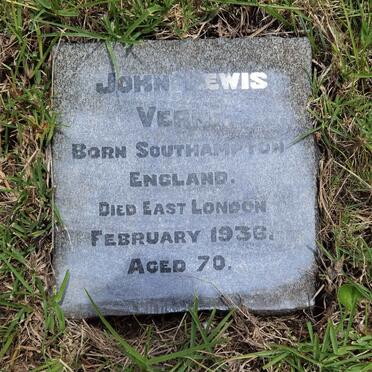 JOHN LEWIS
BORN SOUTHAMPTON
ENGLAND.
DIED EAST LONDON
FEBRUARY 1936.
AGED 70.